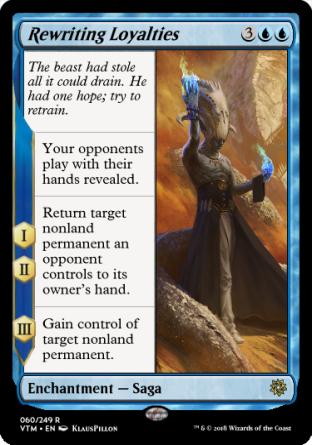 Rewriting Loyalties 3
The beast had stole
all it could drain. He
had one hope; try to
retrain.
Your opponents
play with their
hands revealed.
I
II
Return target
nonland
permanent an
opponent
controls to its
owner's hand.
III
Gain control of
target nonland
permanent.
Enchantment — Saga
060/249 R
VTM • EN KLAUSPILLON
™ & © 2018 Wizards of the Coast